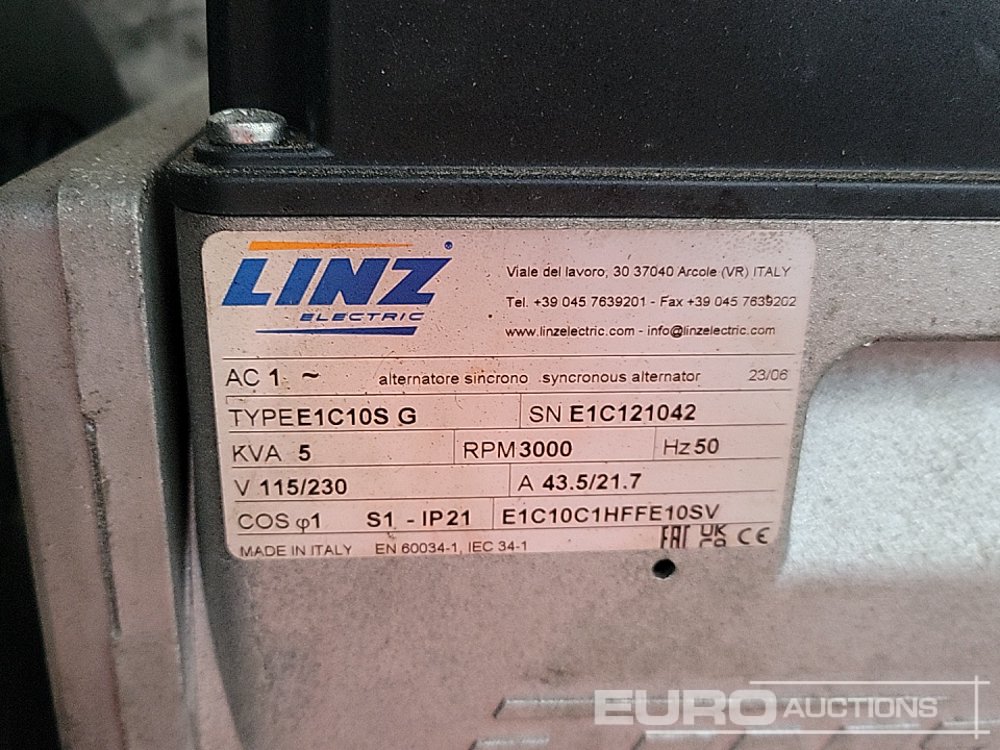 LINZ®
ELECTRIC
Viale del lavoro, 30 37040 Arcole (VR) ITALY
Tel. +39 045 7639201 - Fax +39 045 7639202
www.linzelectric.com - info@linzelectric.com
AC 1 ~ alternatore sincrono syncronous alternator 23/06
TYPE E1C10S G SN E1C121042
KVA 5 RPM 3000 Hz 50
V 115/230 A 43.5/21.7
COS φ1 S1 - IP21 E1C10C1HFFE10SV
MADE IN ITALY EN 60034-1, IEC 34-1 EAC UKCA CE
EURO AUCTIONS